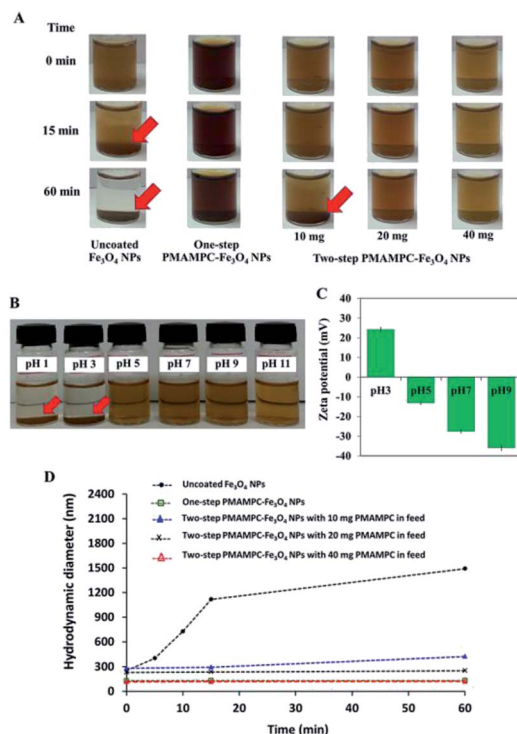 A
Time
0 min
15 min
60 min
10 mg 20 mg 40 mg
Uncoated Fe₃O₄ NPs
One-step PMAMPC-Fe₃O₄ NPs
Two-step PMAMPC-Fe₃O₄ NPs
B
pH 1 pH 3 pH 5 pH 7 pH 9 pH 11
C
Zeta potential (mV)
40
30
20
10
0
-10
-20
-30
-40
pH3 pH5 pH7 pH9
D
Uncoated Fe₃O₄ NPs
One-step PMAMPC-Fe₃O₄ NPs
Two-step PMAMPC-Fe₃O₄ NPs with 10 mg PMAMPC in feed
Two-step PMAMPC-Fe₃O₄ NPs with 20 mg PMAMPC in feed
Two-step PMAMPC-Fe₃O₄ NPs with 40 mg PMAMPC in feed
Hydrodynamic diameter (nm)
2400
2100
1800
1500
1200
900
600
300
0
0 10 20 30 40 50 60
Time (min)